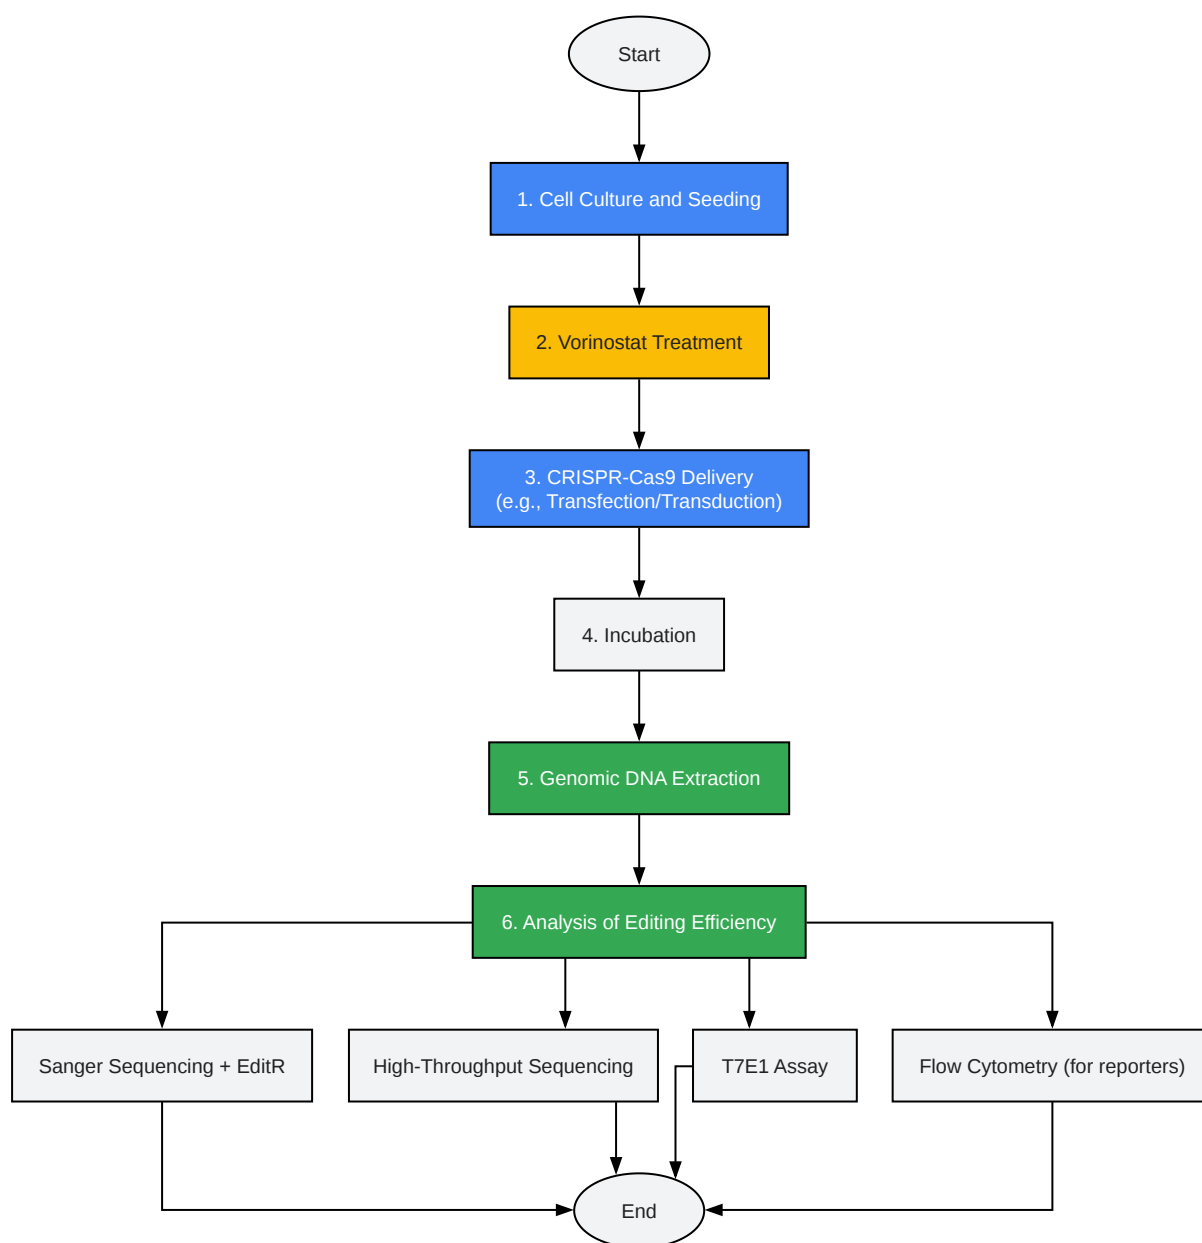 Start
1. Cell Culture and Seeding
2. Vorinostat Treatment
3. CRISPR-Cas9 Delivery
(e.g., Transfection/Transduction)
4. Incubation
5. Genomic DNA Extraction
6. Analysis of Editing Efficiency
Sanger Sequencing + EditR
High-Throughput Sequencing
T7E1 Assay
Flow Cytometry (for reporters)
End